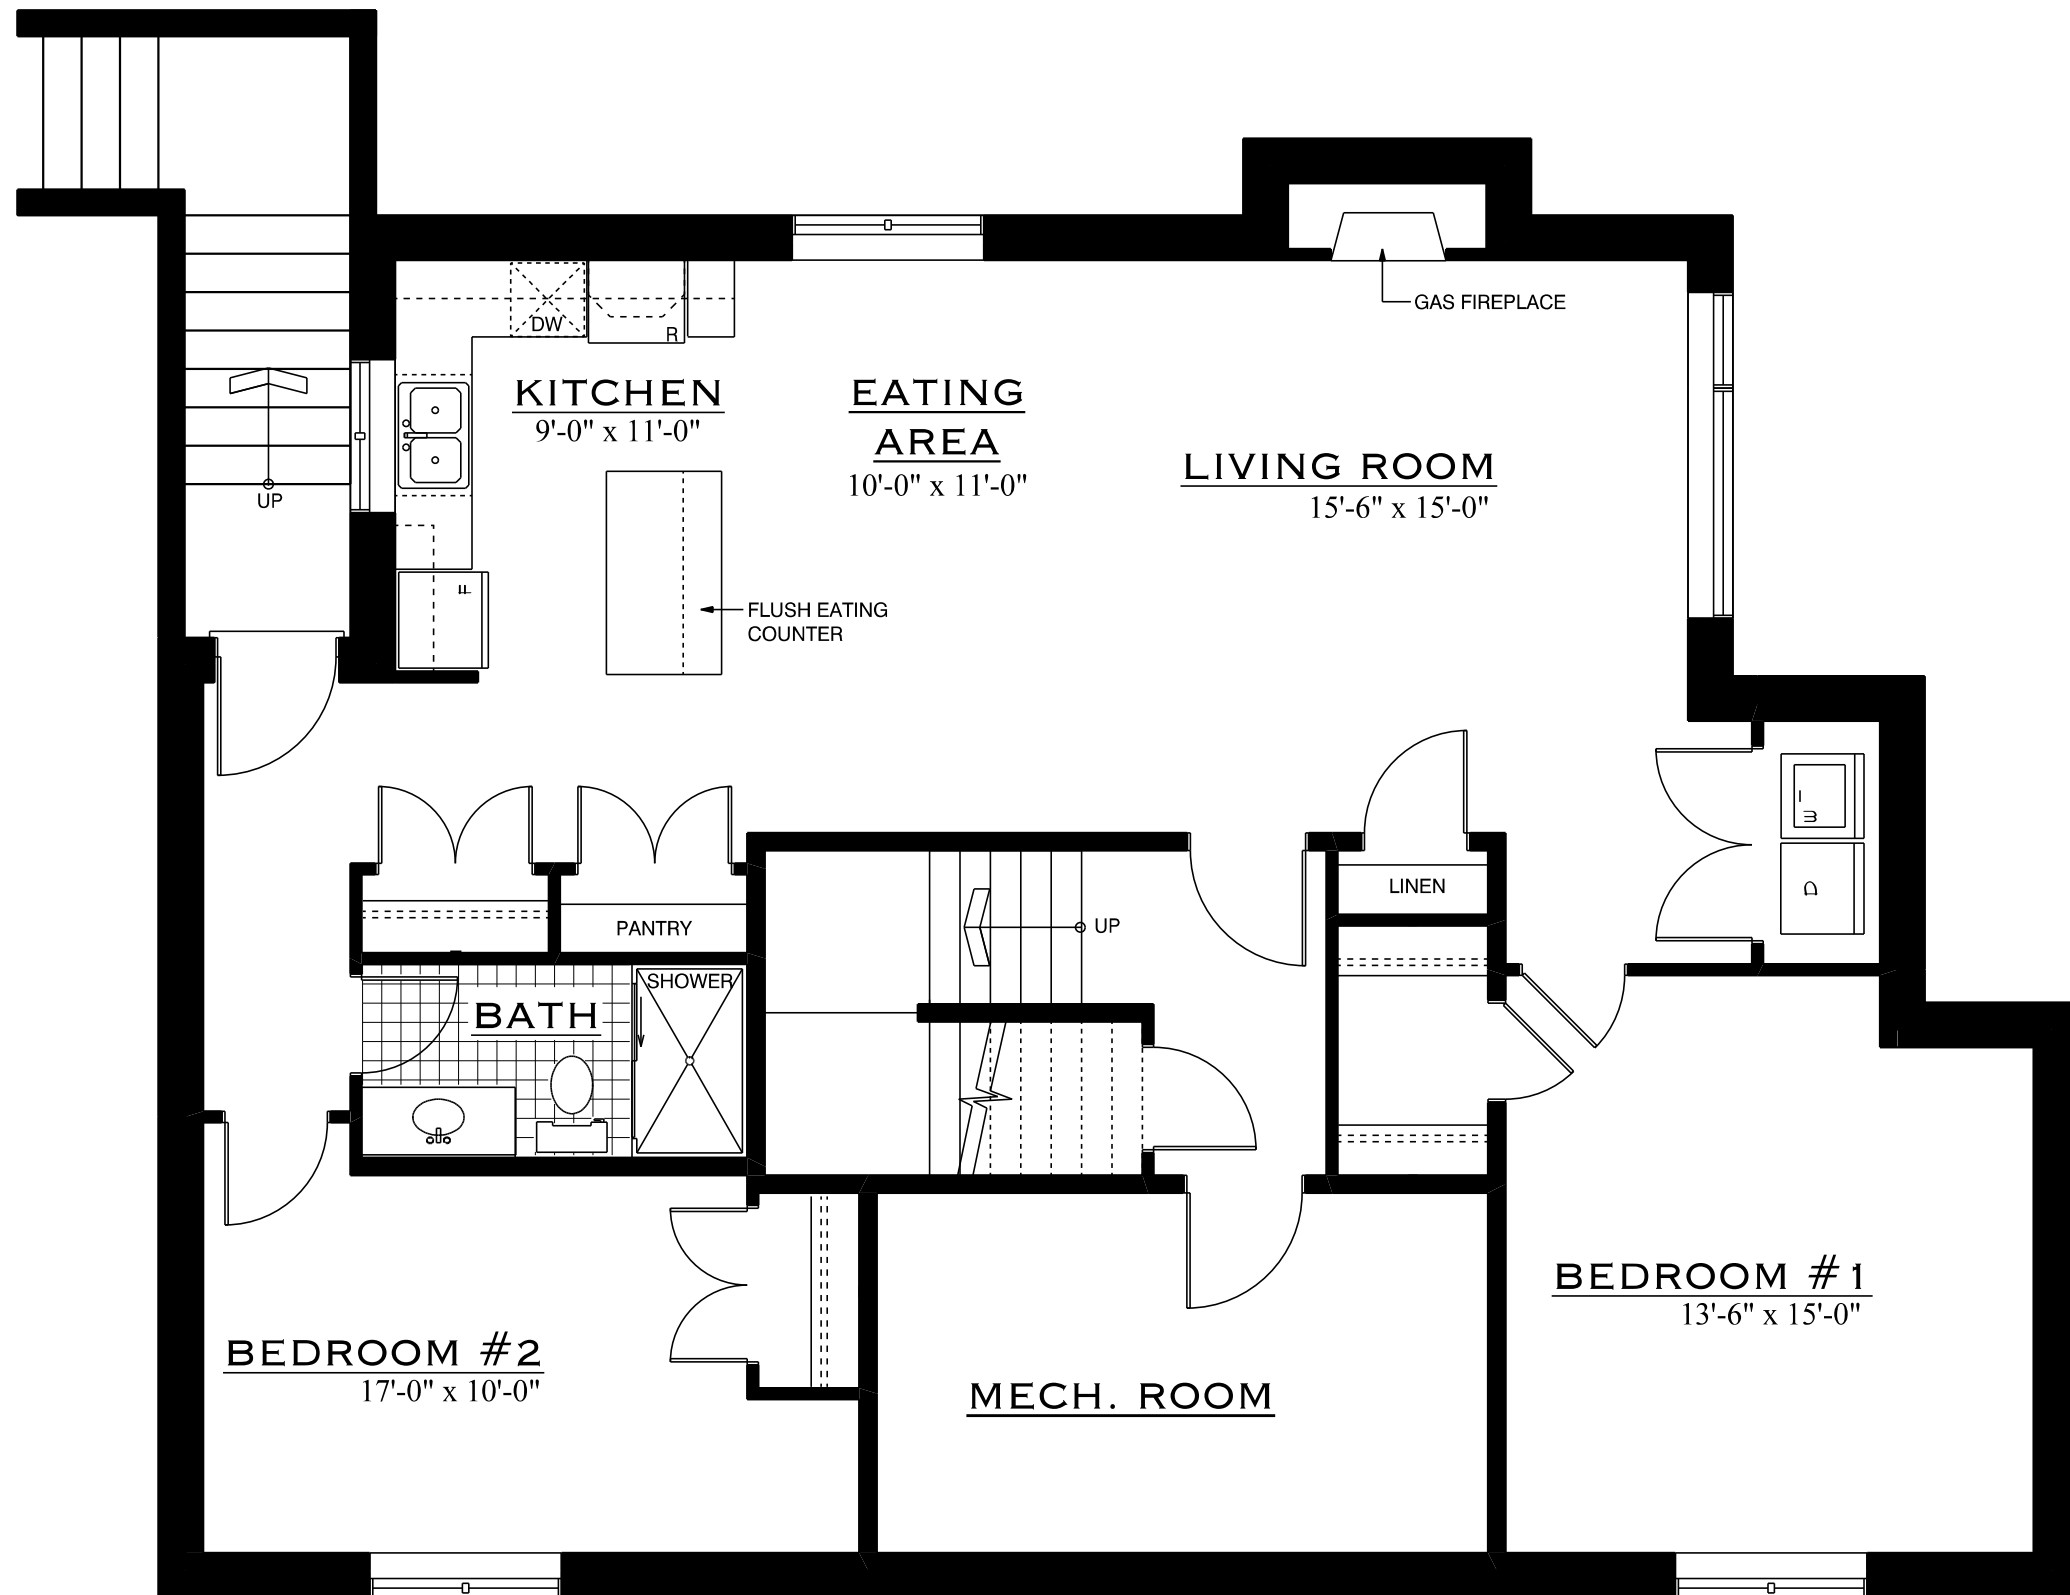 GAS FIREPLACE
DW
R
KITCHEN
9'-0" x 11'-0"
EATING
AREA
10'-0" x 11'-0"
LIVING ROOM
15'-6" x 15'-0"
UP
F
FLUSH EATING
COUNTER
W
D
LINEN
PANTRY
UP
SHOWER
BATH
BEDROOM #1
13'-6" x 15'-0"
BEDROOM #2
17'-0" x 10'-0"
MECH. ROOM